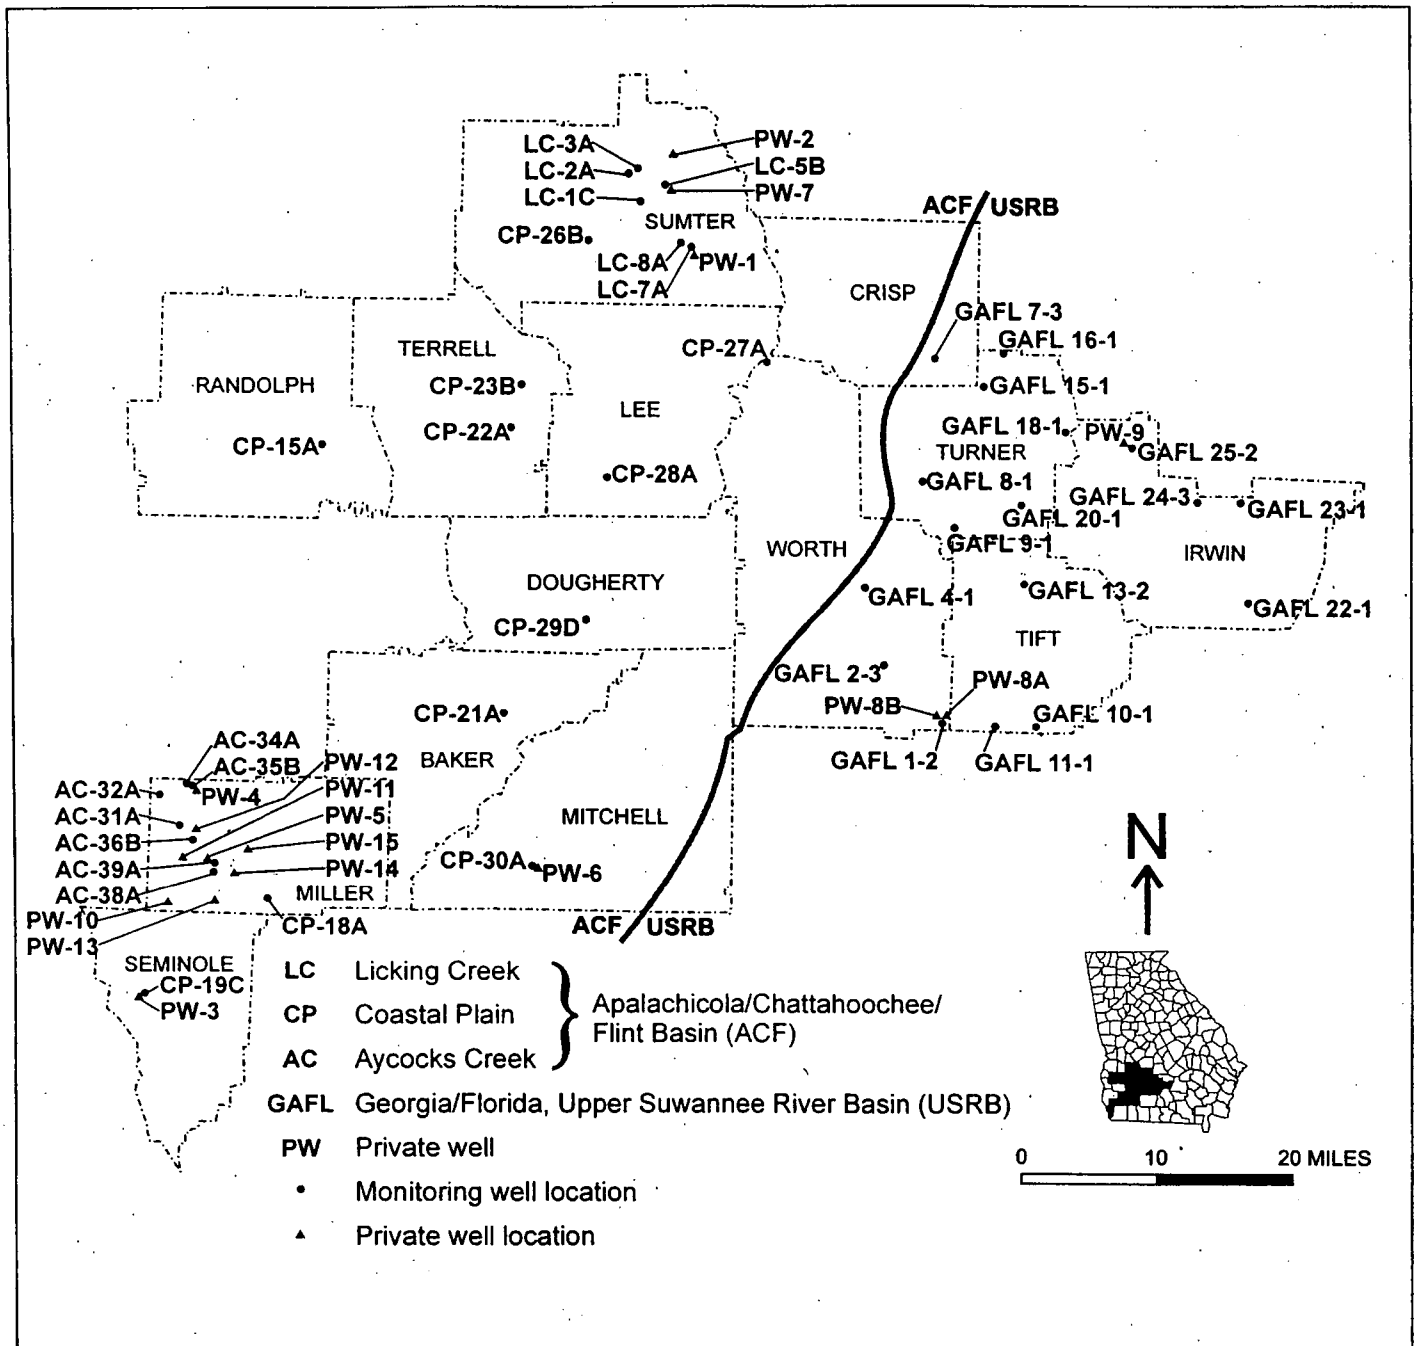 LC-3A
PW-2
LC-2A
LC-5B
LC-1C
PW-7
SUMTER
ACF
USRB
CP-26B
LC-8A
PW-1
LC-7A
CRISP
GAFL 7-3
GAFL 16-1
TERRELL
CP-27A
RANDOLPH
CP-23B
GAFL 15-1
LEE
CP-22A
GAFL 18-1
PW-9
CP-15A
TURNER
GAFL 25-2
CP-28A
GAFL 8-1
GAFL 24-3
GAFL 23-1
GAFL 20-1
WORTH
GAFL 9-1
IRWIN
DOUGHERTY
GAFL 4-1
GAFL 13-2
GAFL 22-1
CP-29D
TIFT
GAFL 2-3
PW-8A
PW-8B
CP-21A
GAFL 10-1
AC-34A
BAKER
GAFL 1-2
GAFL 11-1
AC-35B
PW-12
AC-32A
PW-4
PW-11
AC-31A
PW-5
MITCHELL
AC-36B
PW-15
AC-39A
PW-14
CP-30A
PW-6
AC-38A
MILLER
PW-10
CP-18A
ACF
USRB
PW-13
SEMINOLE
CP-19C
PW-3
N
LC Licking Creek
CP Coastal Plain
AC Aycocks Creek
Apalachicola/Chattahoochee/
Flint Basin (ACF)
GAFL Georgia/Florida, Upper Suwannee River Basin (USRB)
PW Private well
Monitoring well location
Private well location
0 10 20 MILES